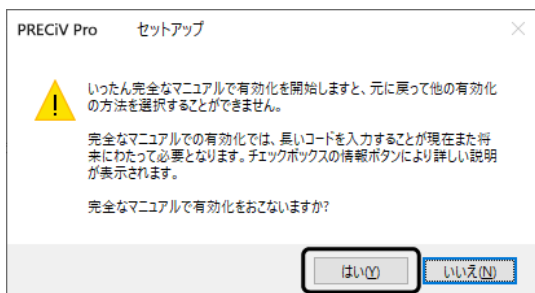 PRECiV Pro セットアップ
いったん完全なマニュアルで有効化を開始しますと、元に戻って他の有効化
の方法を選択することができません。
完全なマニュアルでの有効化では、長いコードを入力することが現在また将
来にわたって必要となります。チェックボックスの情報ボタンにより詳しい説明
が表示されます。
完全なマニュアルで有効化をおこないますか?
はい(Y) いいえ(N)